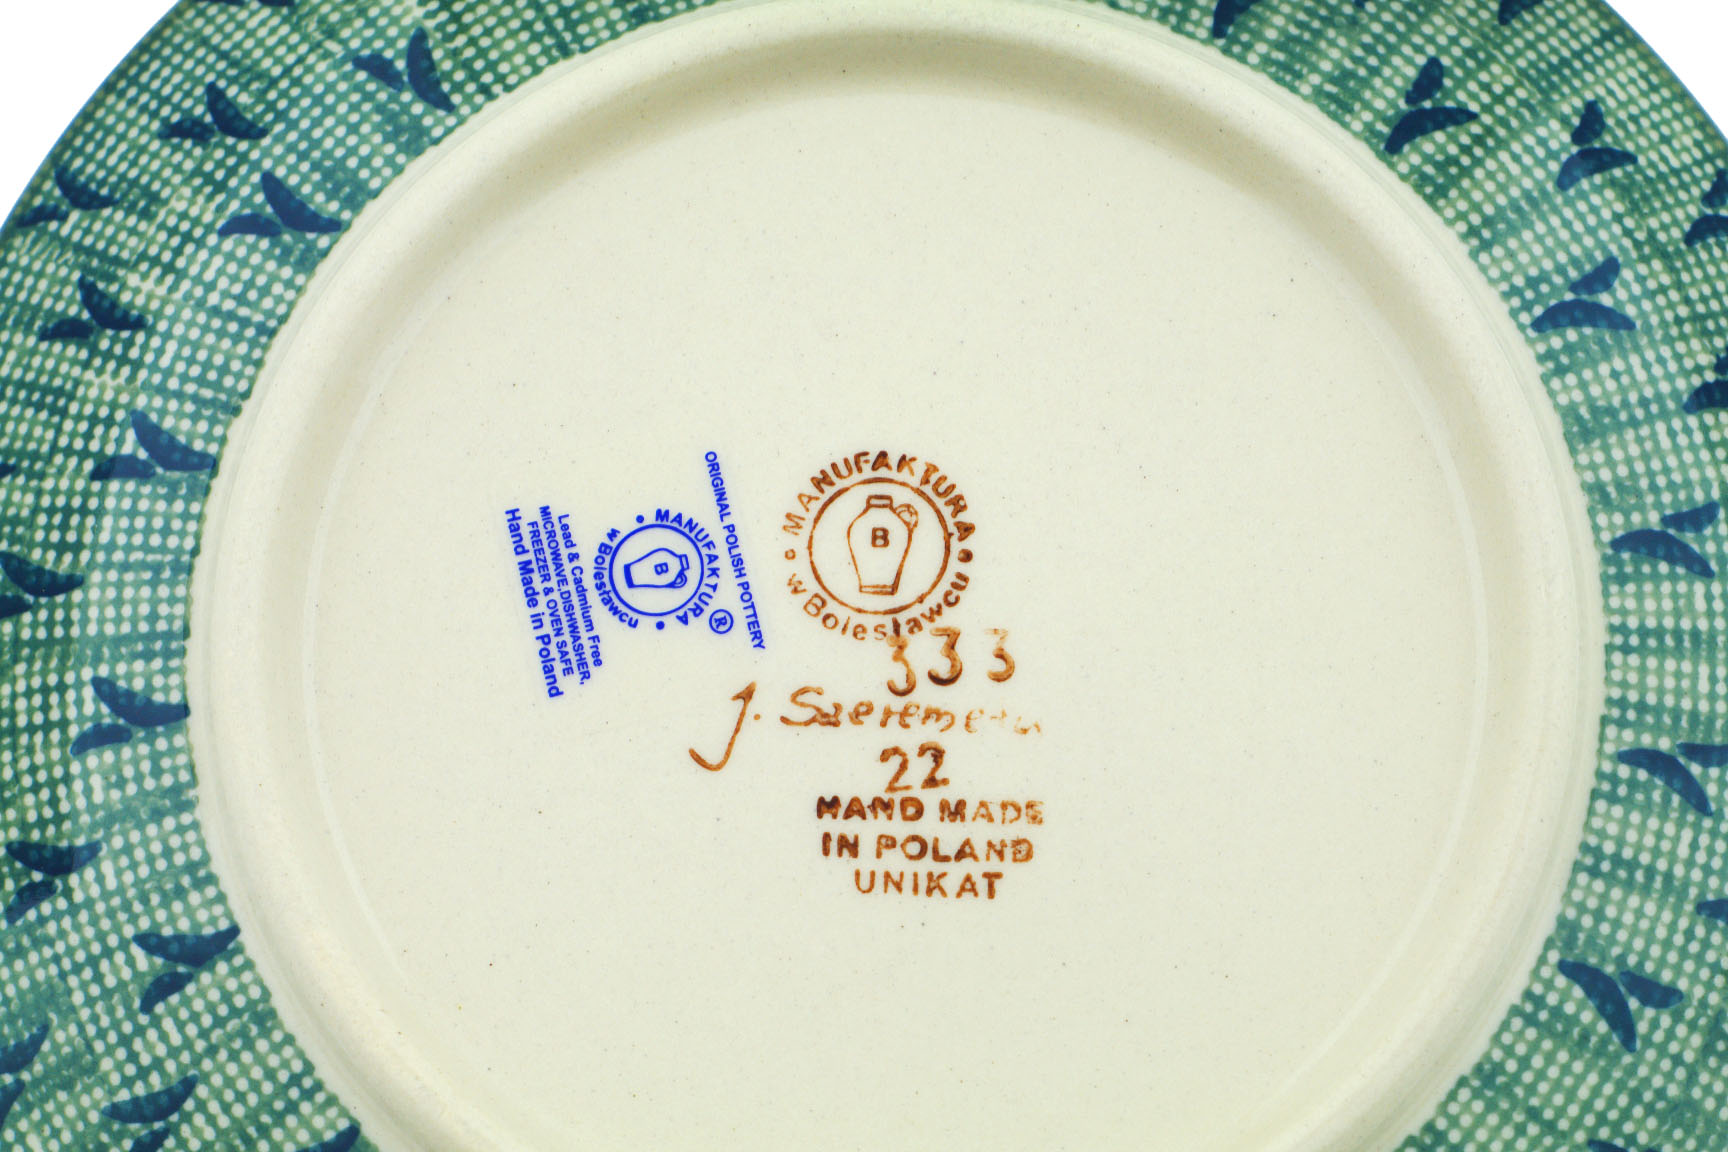 ORIGINAL POLISH POTTERY
MANUFAKTURA ®
w Bolesławcu
B
Lead & Cadmium Free
MICROWAVE,DISHWASHER,
FREEZER & OVEN SAFE
Hand Made in Poland
MANUFAKTURA
B
w Bolesławcu
333
J.
22
HAND MADE
IN POLAND
UNIKAT